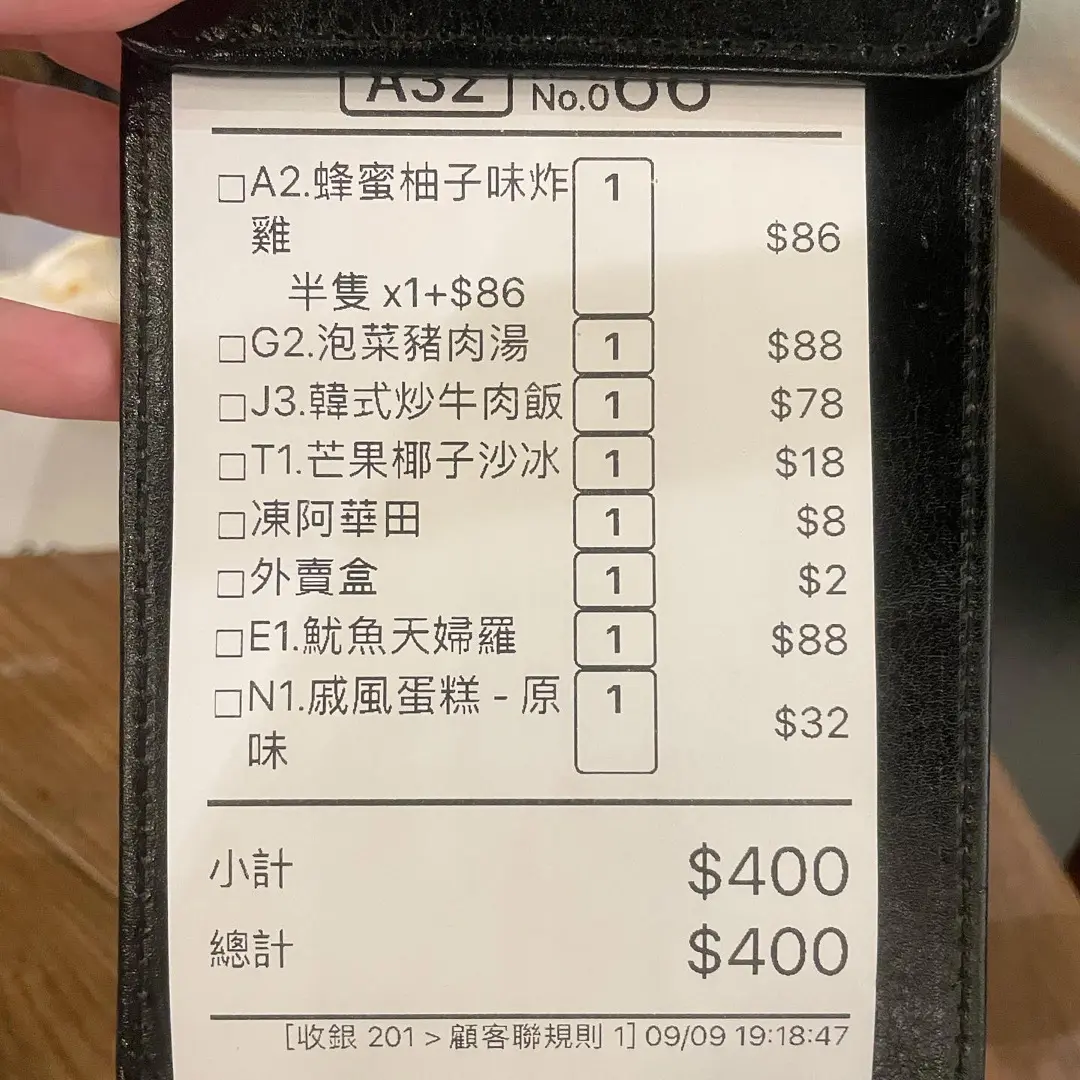 A32 No.066
□A2.蜂蜜柚子味炸 1
雞 $86
半隻 x1+$86
□G2.泡菜豬肉湯 1 $88
□J3.韓式炒牛肉飯 1 $78
□T1.芒果椰子沙冰 1 $18
□凍阿華田 1 $8
□外賣盒 1 $2
□E1.魷魚天婦羅 1 $88
□N1.戚風蛋糕 - 原 1
味 $32
小計 $400
總計 $400
[收銀 201 > 顧客聯規則 1] 09/09 19:18:47